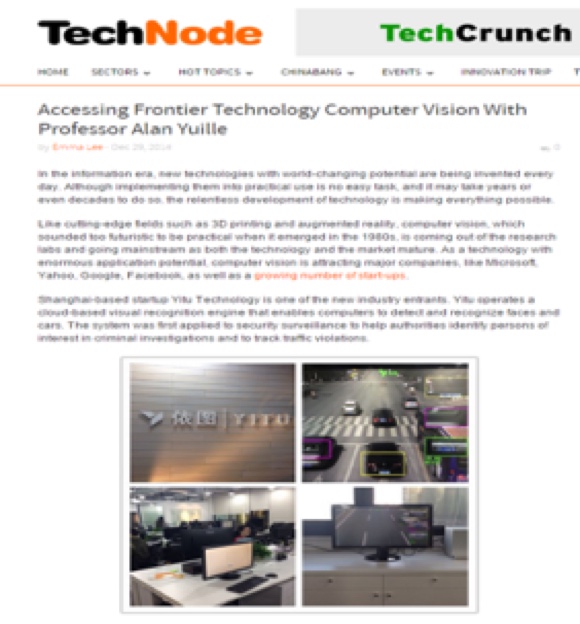 TechNode
TechCrunch
HOME SECTORS HOT TOPICS CHINABANG EVENTS INNOVATION TRIP T
Accessing Frontier Technology Computer Vision With
Professor Alan Yuille
by Emma Lee - Dec 28, 2014 0
In the information era, new technologies with world-changing potential are being invented every
day. Although implementing them into practical use is no easy task, and it may take years or
even decades to do so, the relentless development of technology is making everything possible.
Like cutting-edge fields such as 3D printing and augmented reality, computer vision, which
sounded too futuristic to be practical when it emerged in the 1960s, is coming out of the research
labs and going mainstream as both the technology and the market mature. As a technology with
enormous application potential, computer vision is attracting major companies, like Microsoft,
Yahoo, Google, Facebook, as well as a growing number of start-ups.
Shanghai-based startup Yitu Technology is one of the new industry entrants. Yitu operates a
cloud-based visual recognition engine that enables computers to detect and recognize faces and
cars. The system was first applied to security surveillance to help authorities identify persons of
interest in criminal investigations and to track traffic violations.
依图 | YITU